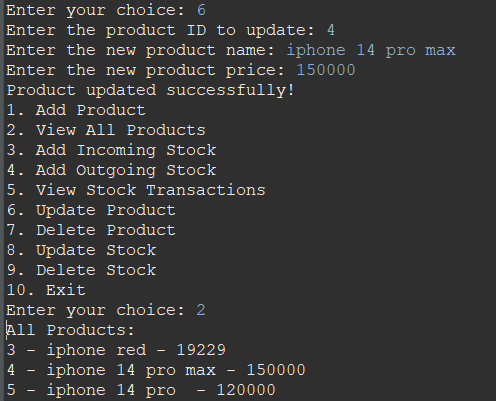 Enter your choice: 6
Enter the product ID to update: 4
Enter the new product name: iphone 14 pro max
Enter the new product price: 150000
Product updated successfully!
1. Add Product
2. View All Products
3. Add Incoming Stock
4. Add Outgoing Stock
5. View Stock Transactions
6. Update Product
7. Delete Product
8. Update Stock
9. Delete Stock
10. Exit
Enter your choice: 2
All Products:
3 - iphone red - 19229
4 - iphone 14 pro max - 150000
5 - iphone 14 pro  - 120000